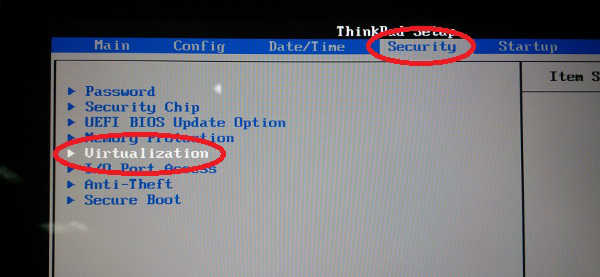 ThinkPad Setup
Main Config Date/Time Security Startup
Item S
Password
Security Chip
UEFI BIOS Update Option
Memory Protection
Virtualization
I/O Port Access
Anti-Theft
Secure Boot